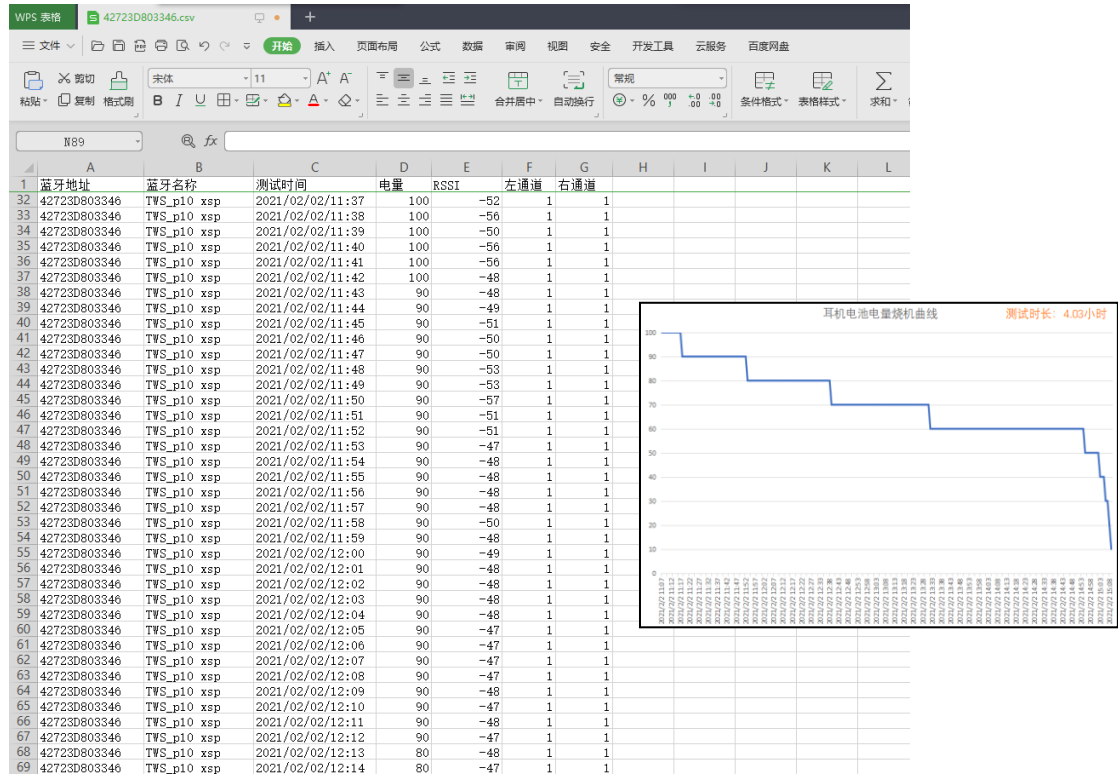 WPS 表格 42723D803346.csv
文件 开始 插入 页面布局 公式 数据 审阅 视图 安全 开发工具 云服务 百度网盘
粘贴 剪切 复制 格式刷 宋体 11 B I U A 合并居中 自动换行 常规 % 条件格式 表格样式 求和
N89 fx
A B C D E F G H I J K L
1 蓝牙地址 蓝牙名称 测试时间 电量 RSSI 左通道 右通道
32 42723D803346 TWS_p10 xsp 2021/02/02/11:37 100 -52 1 1
33 42723D803346 TWS_p10 xsp 2021/02/02/11:38 100 -56 1 1
34 42723D803346 TWS_p10 xsp 2021/02/02/11:39 100 -50 1 1
35 42723D803346 TWS_p10 xsp 2021/02/02/11:40 100 -56 1 1
36 42723D803346 TWS_p10 xsp 2021/02/02/11:41 100 -56 1 1
37 42723D803346 TWS_p10 xsp 2021/02/02/11:42 100 -48 1 1
38 42723D803346 TWS_p10 xsp 2021/02/02/11:43 90 -48 1 1
39 42723D803346 TWS_p10 xsp 2021/02/02/11:44 90 -49 1 1
40 42723D803346 TWS_p10 xsp 2021/02/02/11:45 90 -51 1 1
41 42723D803346 TWS_p10 xsp 2021/02/02/11:46 90 -50 1 1
42 42723D803346 TWS_p10 xsp 2021/02/02/11:47 90 -50 1 1
43 42723D803346 TWS_p10 xsp 2021/02/02/11:48 90 -53 1 1
44 42723D803346 TWS_p10 xsp 2021/02/02/11:49 90 -53 1 1
45 42723D803346 TWS_p10 xsp 2021/02/02/11:50 90 -57 1 1
46 42723D803346 TWS_p10 xsp 2021/02/02/11:51 90 -51 1 1
47 42723D803346 TWS_p10 xsp 2021/02/02/11:52 90 -51 1 1
48 42723D803346 TWS_p10 xsp 2021/02/02/11:53 90 -47 1 1
49 42723D803346 TWS_p10 xsp 2021/02/02/11:54 90 -48 1 1
50 42723D803346 TWS_p10 xsp 2021/02/02/11:55 90 -48 1 1
51 42723D803346 TWS_p10 xsp 2021/02/02/11:56 90 -48 1 1
52 42723D803346 TWS_p10 xsp 2021/02/02/11:57 90 -48 1 1
53 42723D803346 TWS_p10 xsp 2021/02/02/11:58 90 -50 1 1
54 42723D803346 TWS_p10 xsp 2021/02/02/11:59 90 -48 1 1
55 42723D803346 TWS_p10 xsp 2021/02/02/12:00 90 -49 1 1
56 42723D803346 TWS_p10 xsp 2021/02/02/12:01 90 -48 1 1
57 42723D803346 TWS_p10 xsp 2021/02/02/12:02 90 -48 1 1
58 42723D803346 TWS_p10 xsp 2021/02/02/12:03 90 -48 1 1
59 42723D803346 TWS_p10 xsp 2021/02/02/12:04 90 -48 1 1
60 42723D803346 TWS_p10 xsp 2021/02/02/12:05 90 -47 1 1
61 42723D803346 TWS_p10 xsp 2021/02/02/12:06 90 -47 1 1
62 42723D803346 TWS_p10 xsp 2021/02/02/12:07 90 -47 1 1
63 42723D803346 TWS_p10 xsp 2021/02/02/12:08 90 -47 1 1
64 42723D803346 TWS_p10 xsp 2021/02/02/12:09 90 -48 1 1
65 42723D803346 TWS_p10 xsp 2021/02/02/12:10 90 -47 1 1
66 42723D803346 TWS_p10 xsp 2021/02/02/12:11 90 -48 1 1
67 42723D803346 TWS_p10 xsp 2021/02/02/12:12 90 -47 1 1
68 42723D803346 TWS_p10 xsp 2021/02/02/12:13 80 -48 1 1
69 42723D803346 TWS_p10 xsp 2021/02/02/12:14 80 -47 1 1
耳机电池电量烧机曲线 测试时长：4.03小时
100
90
80
70
60
50
40
30
20
10
0